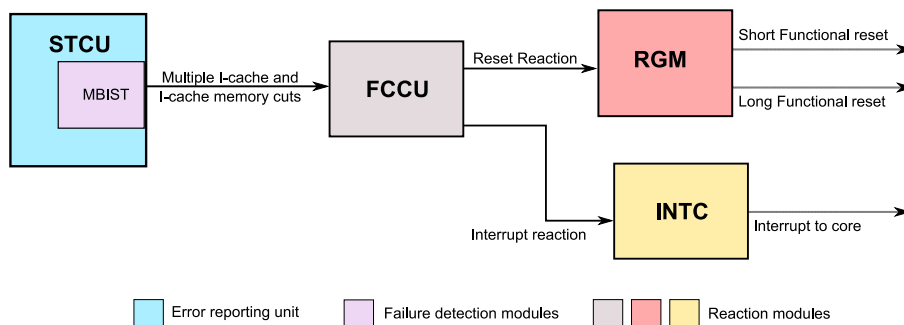 STCU
MBIST
Multiple I-cache and
I-cache memory cuts
FCCU
Reset Reaction
RGM
Short Functional reset
Long Functional reset
Interrupt reaction
INTC
Interrupt to core
Error reporting unit
Failure detection modules
Reaction modules